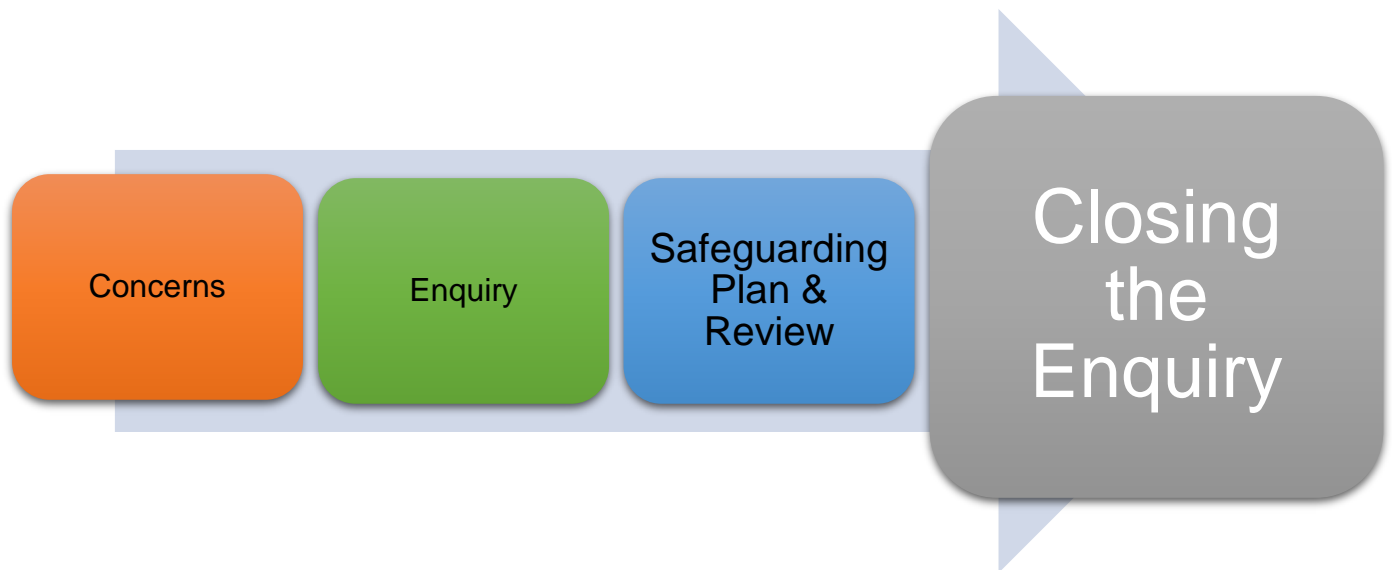 Concerns
Enquiry
Safeguarding
Plan &
Review
Closing
the
Enquiry